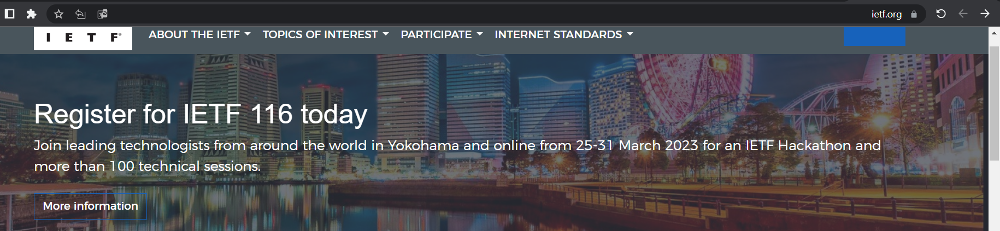 ietf.org
I E T F®
ABOUT THE IETF
TOPICS OF INTEREST
PARTICIPATE
INTERNET STANDARDS
Register for IETF 116 today
Join leading technologists from around the world in Yokohama and online from 25-31 March 2023 for an IETF Hackathon and
more than 100 technical sessions.
More information